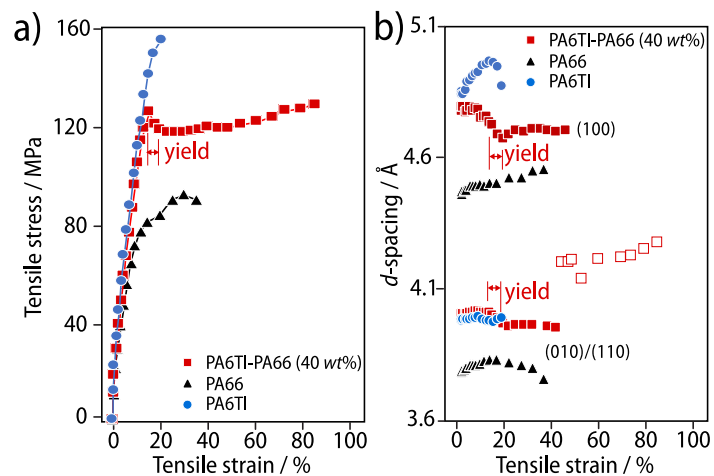 a)
160
120
80
40
0
0
20
40
60
80
100
Tensile stress / MPa
Tensile strain / %
yield
PA6TI-PA66 (40 wt%)
PA66
PA6TI
b)
5.1
4.6
4.1
3.6
0
20
40
60
80
100
d-spacing / Å
Tensile strain / %
PA6TI-PA66 (40 wt%)
PA66
PA6TI
(100)
yield
yield
(010)/(110)